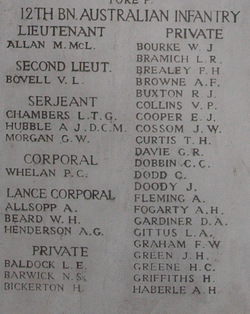 12TH BN. AUSTRALIAN INFANTRY
LIEUTENANT
ALLAN M. McL.
SECOND LIEUT.
BOVELL V. L.
SERJEANT
CHAMBERS L.T.G.
HUBBLE A J., D.C.M.
MORGAN G.W.
CORPORAL
WHELAN P.C.
LANCE CORPORAL
ALLSOPP A.
BEARD W. H.
HENDERSON A.G.
PRIVATE
BALDOCK L. E.
BARWICK N. S.
BICKERTON H.
PRIVATE
BOURKE W. J
BRAMICH L. R.
BREALEY F. H
BROWNE A. F.
BUXTON R J
COLLINS V. P.
COOPER E. J.
COSSOM J. W.
CURTIS T. H.
DAVIE G. R.
DOBBIN C. C.
DODD C.
DOODY J.
FLEMING A.
FOGARTY A. H.
GARDINER D. A.
GITTUS L. A.
GRAHAM F. W
GREEN J. H.
GREENE H. C.
GRIFFITHS H.
HABERLE A. H